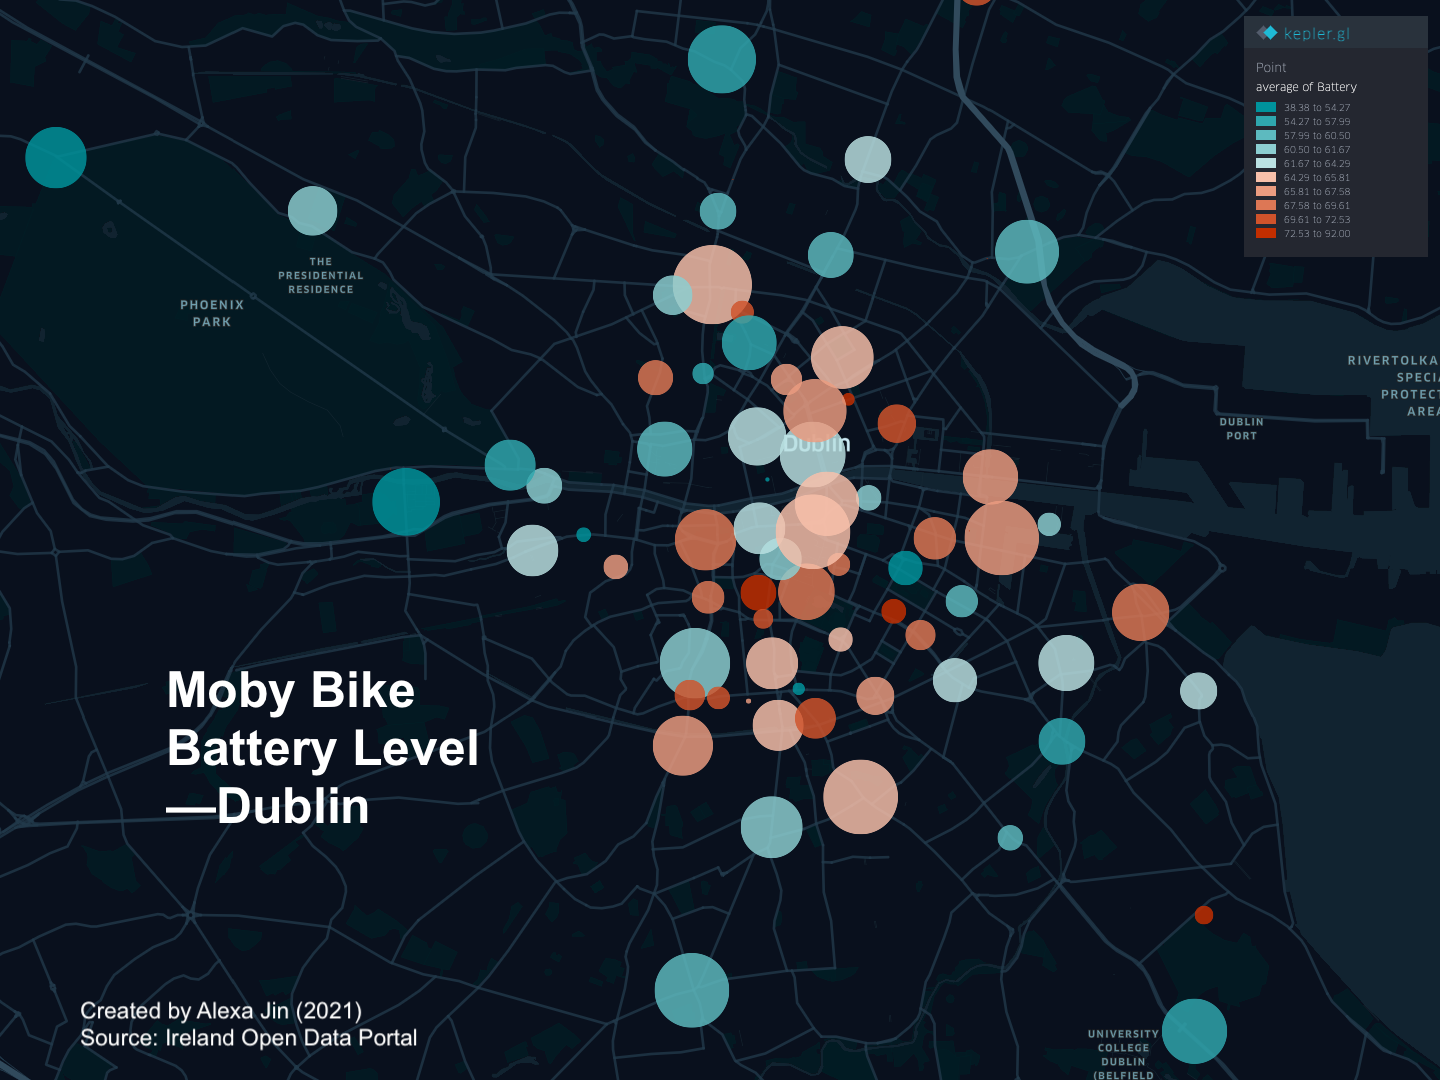 kepler.gl
Point
average of Battery
38.38 to 54.27
54.27 to 57.99
57.99 to 60.50
60.50 to 61.67
61.67 to 64.29
64.29 to 65.81
65.81 to 67.58
67.58 to 69.61
69.61 to 72.53
72.53 to 92.00
THE
PRESIDENTIAL
RESIDENCE
PHOENIX
PARK
RIVERTOLKA
SPECIA
PROTECT
AREA
DUBLIN
PORT
Dublin
Moby Bike
Battery Level
—Dublin
Created by Alexa Jin (2021)
Source: Ireland Open Data Portal
UNIVERSITY
COLLEGE
DUBLIN
(BELFIELD